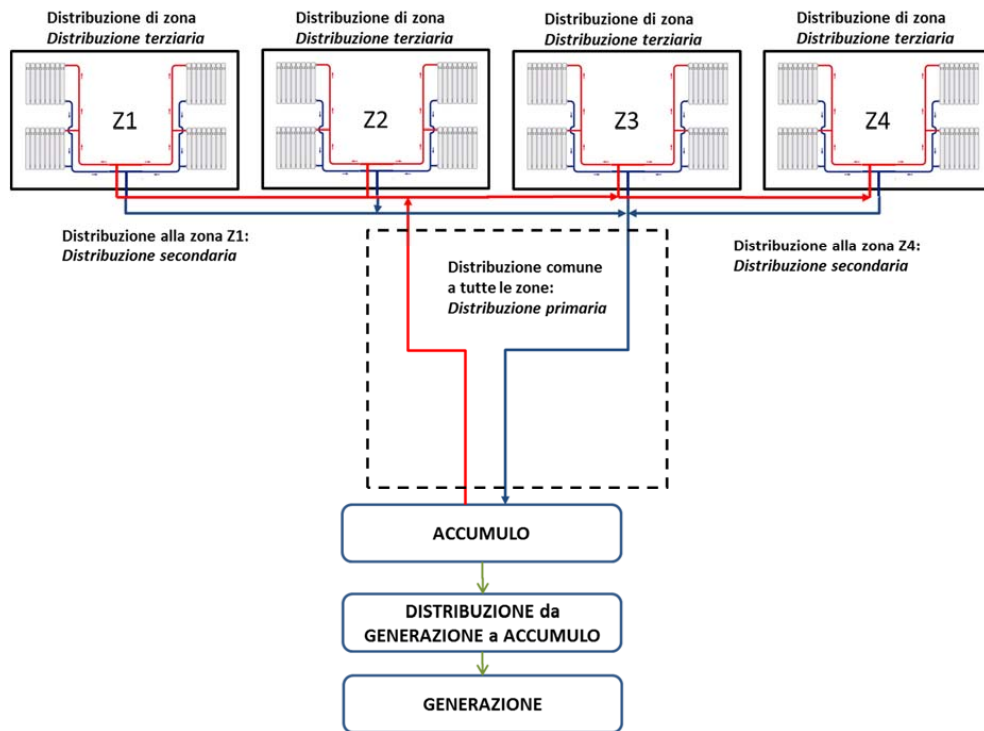 Distribuzione di zona
Distribuzione terziaria
Distribuzione di zona
Distribuzione terziaria
Distribuzione di zona
Distribuzione terziaria
Distribuzione di zona
Distribuzione terziaria
Z1
Z2
Z3
Z4
Distribuzione alla zona Z1:
Distribuzione secondaria
Distribuzione comune
a tutte le zone:
Distribuzione primaria
Distribuzione alla zona Z4:
Distribuzione secondaria
ACCUMULO
DISTRIBUZIONE da
GENERAZIONE a ACCUMULO
GENERAZIONE